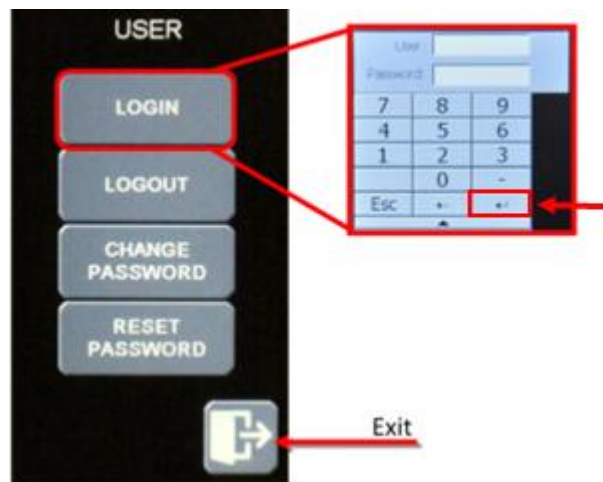 USER
LOGIN
LOGOUT
CHANGE
PASSWORD
RESET
PASSWORD
Exit
User:
Password:
7 8 9
4 5 6
1 2 3
0 -
Esc